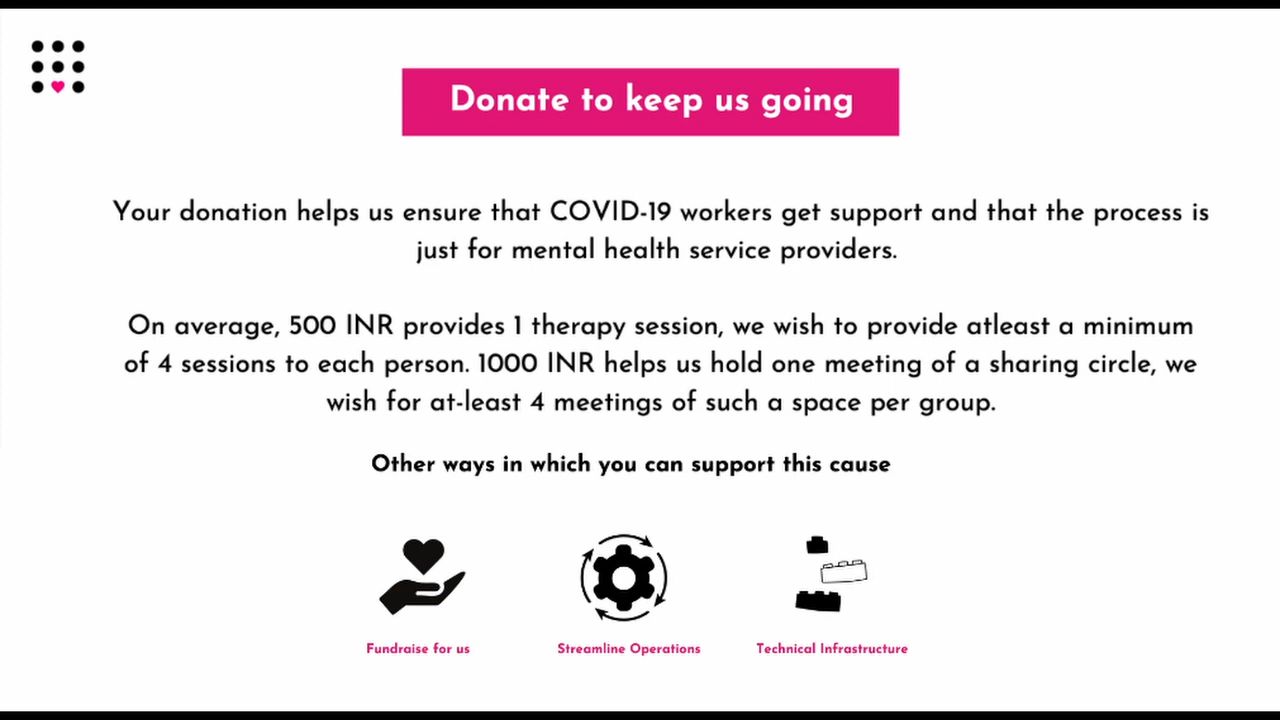 Donate to keep us going
Your donation helps us ensure that COVID-19 workers get support and that the process is
just for mental health service providers.
On average, 500 INR provides 1 therapy session, we wish to provide atleast a minimum
of 4 sessions to each person. 1000 INR helps us hold one meeting of a sharing circle, we
wish for at-least 4 meetings of such a space per group.
Other ways in which you can support this cause
Fundraise for us
Streamline Operations
Technical Infrastructure